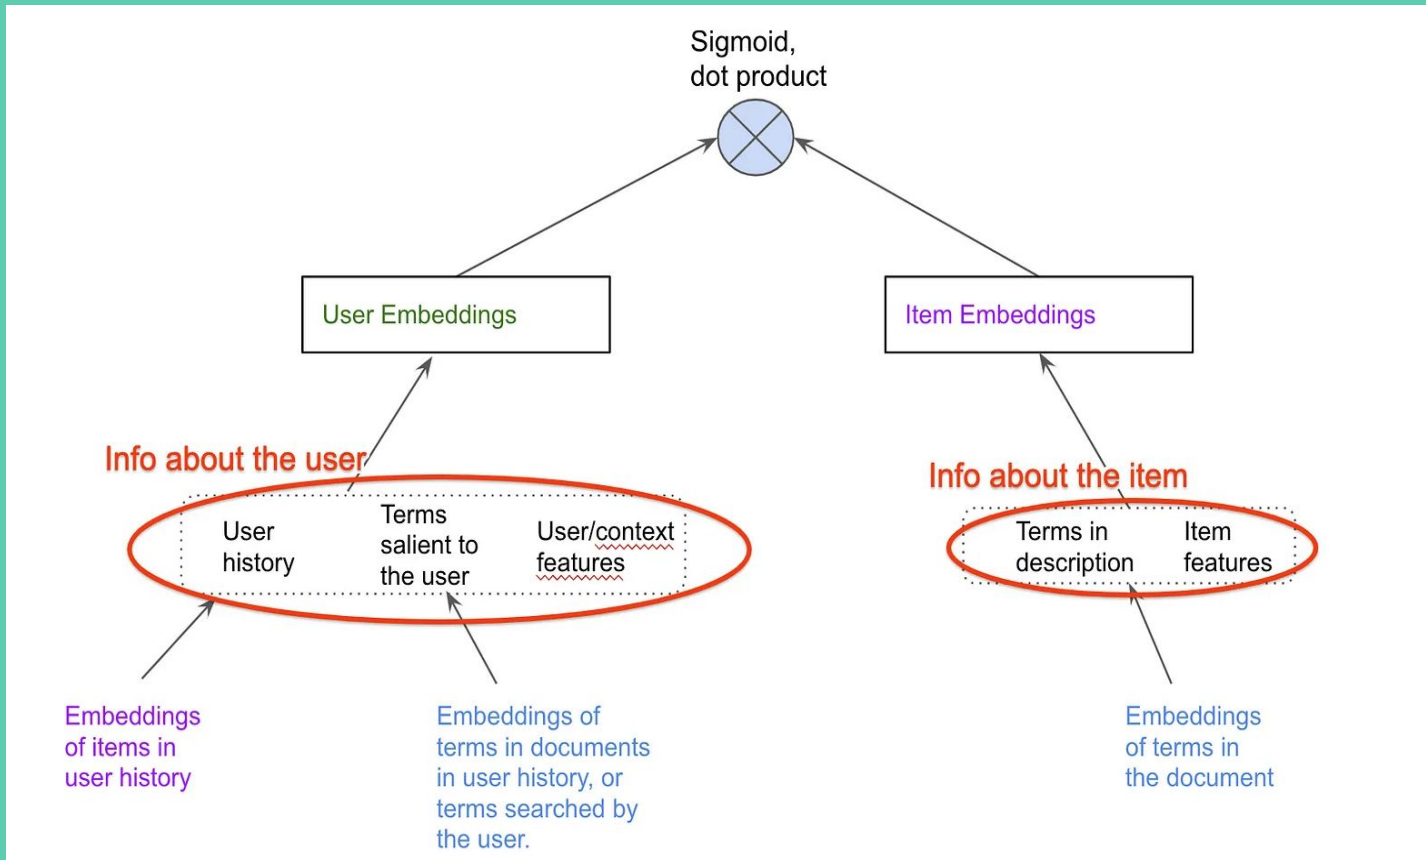 Sigmoid,
dot product
User Embeddings
Item Embeddings
Info about the user
Info about the item
User
history
Terms
salient to
the user
User/context
features
Terms in
description
Item
features
Embeddings
of items in
user history
Embeddings of
terms in documents
in user history, or
terms searched by
the user.
Embeddings
of terms in
the document